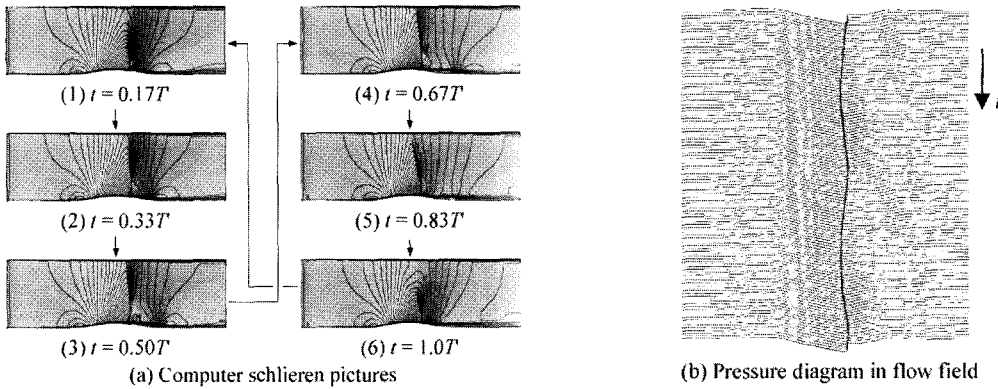 (1) t = 0.17T
(2) t = 0.33T
(3) t = 0.50T
(4) t = 0.67T
(5) t = 0.83T
(6) t = 1.0T
(a) Computer schlieren pictures
t
(b) Pressure diagram in flow field